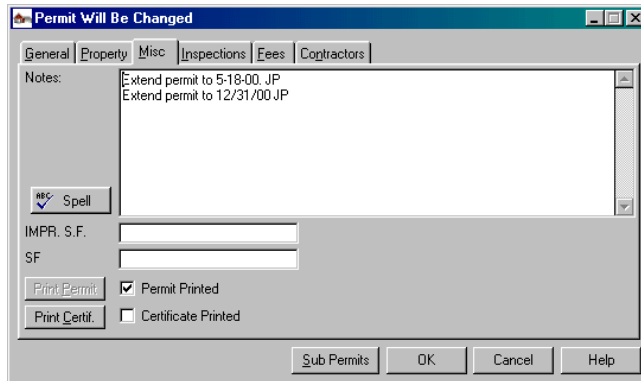 Permit Will Be Changed
General Property Misc Inspections Fees Contractors
Notes:
Extend permit to 5-18-00. JP
Extend permit to 12/31/00 JP
ABC Spell
IMPR. S.F.
SF
Print Permit Permit Printed
Print Certif. Certificate Printed
Sub Permits OK Cancel Help